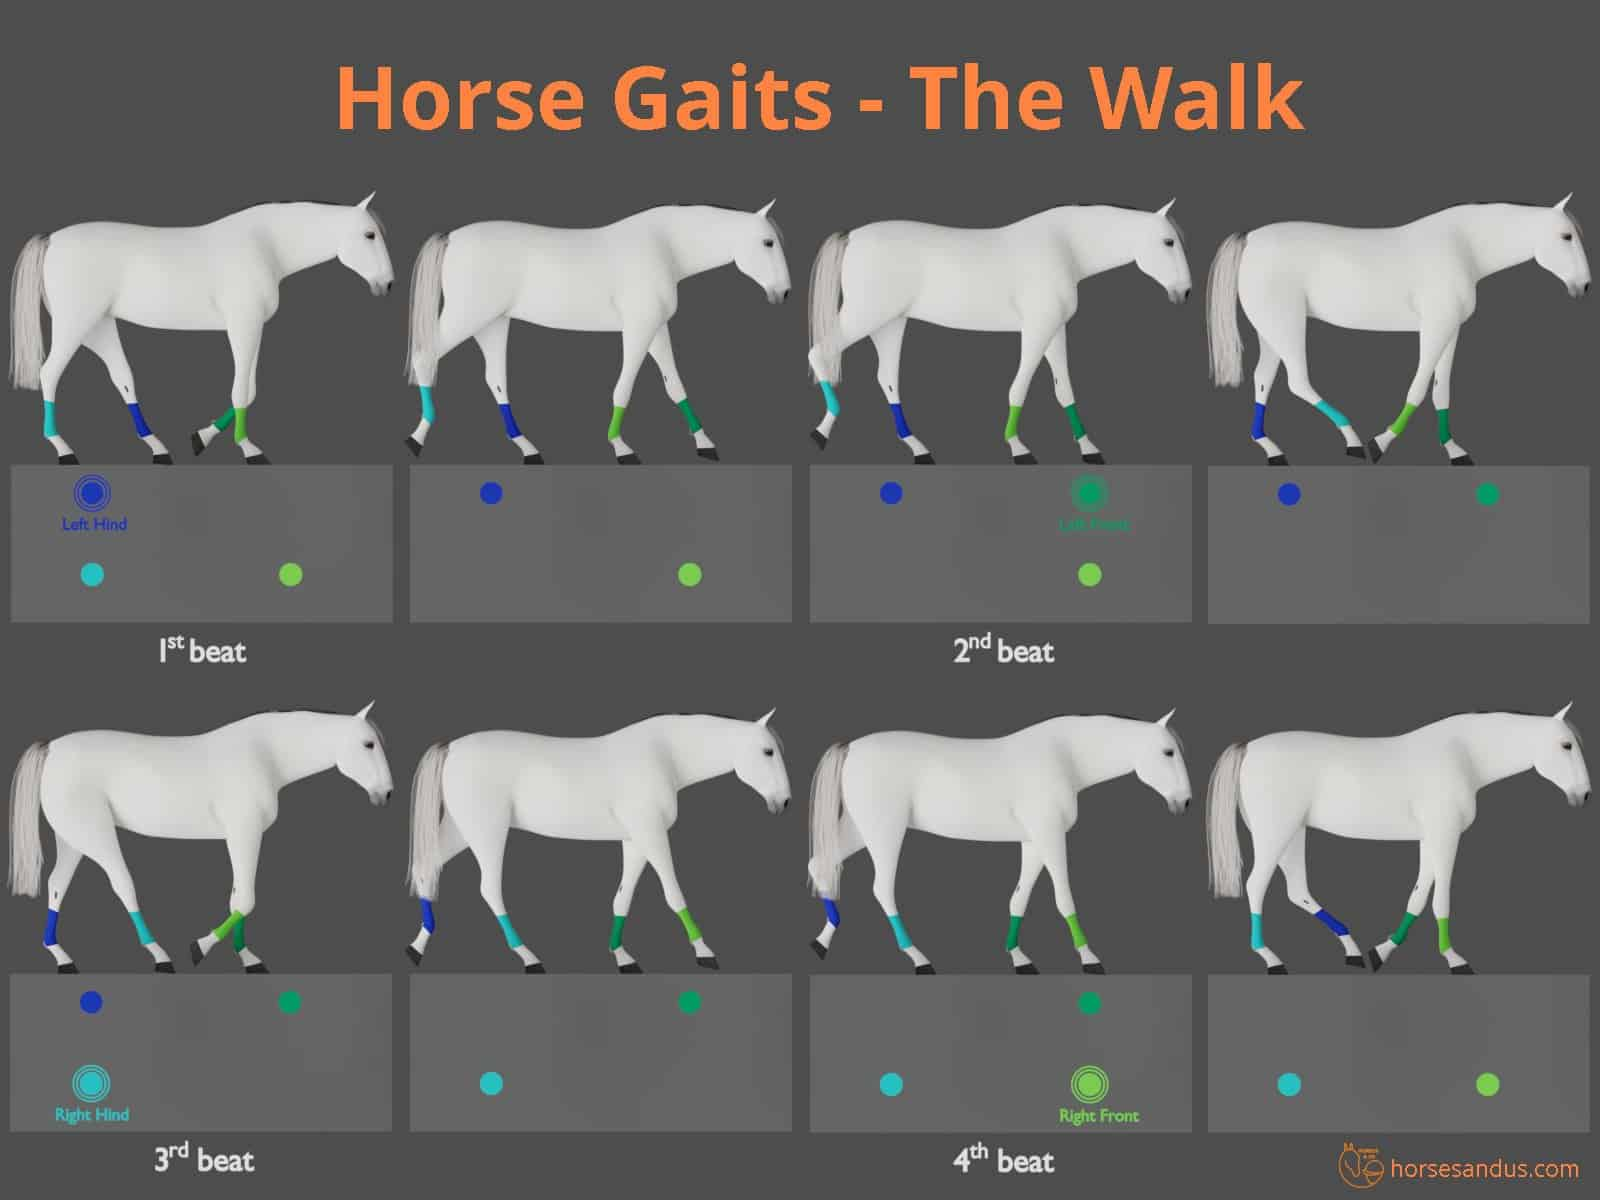 Horse Gaits - The Walk
Left Hind
Left Front
1st beat
2nd beat
Right Hind
Right Front
3rd beat
4th beat
horsesandus.com